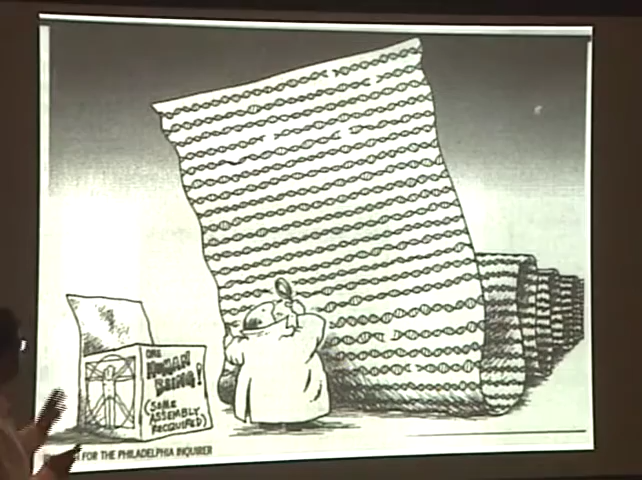 ONE
HUMAN
BEING!
(SOME
ASSEMBLY
REQUIRED)
FOR THE PHILADELPHIA INQUIRER